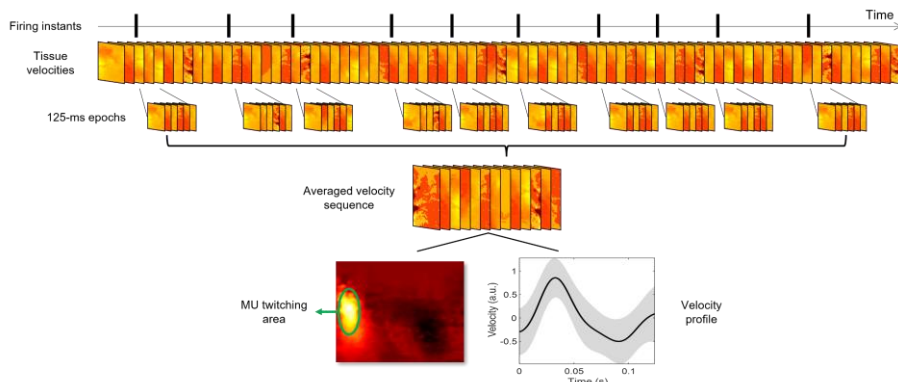 Firing instants
Time
Tissue
velocities
125-ms epochs
Averaged velocity
sequence
MU twitching
area
Velocity (a.u.)
1
0.5
0
-0.5
0
0.05
0.1
Time (s)
Velocity
profile